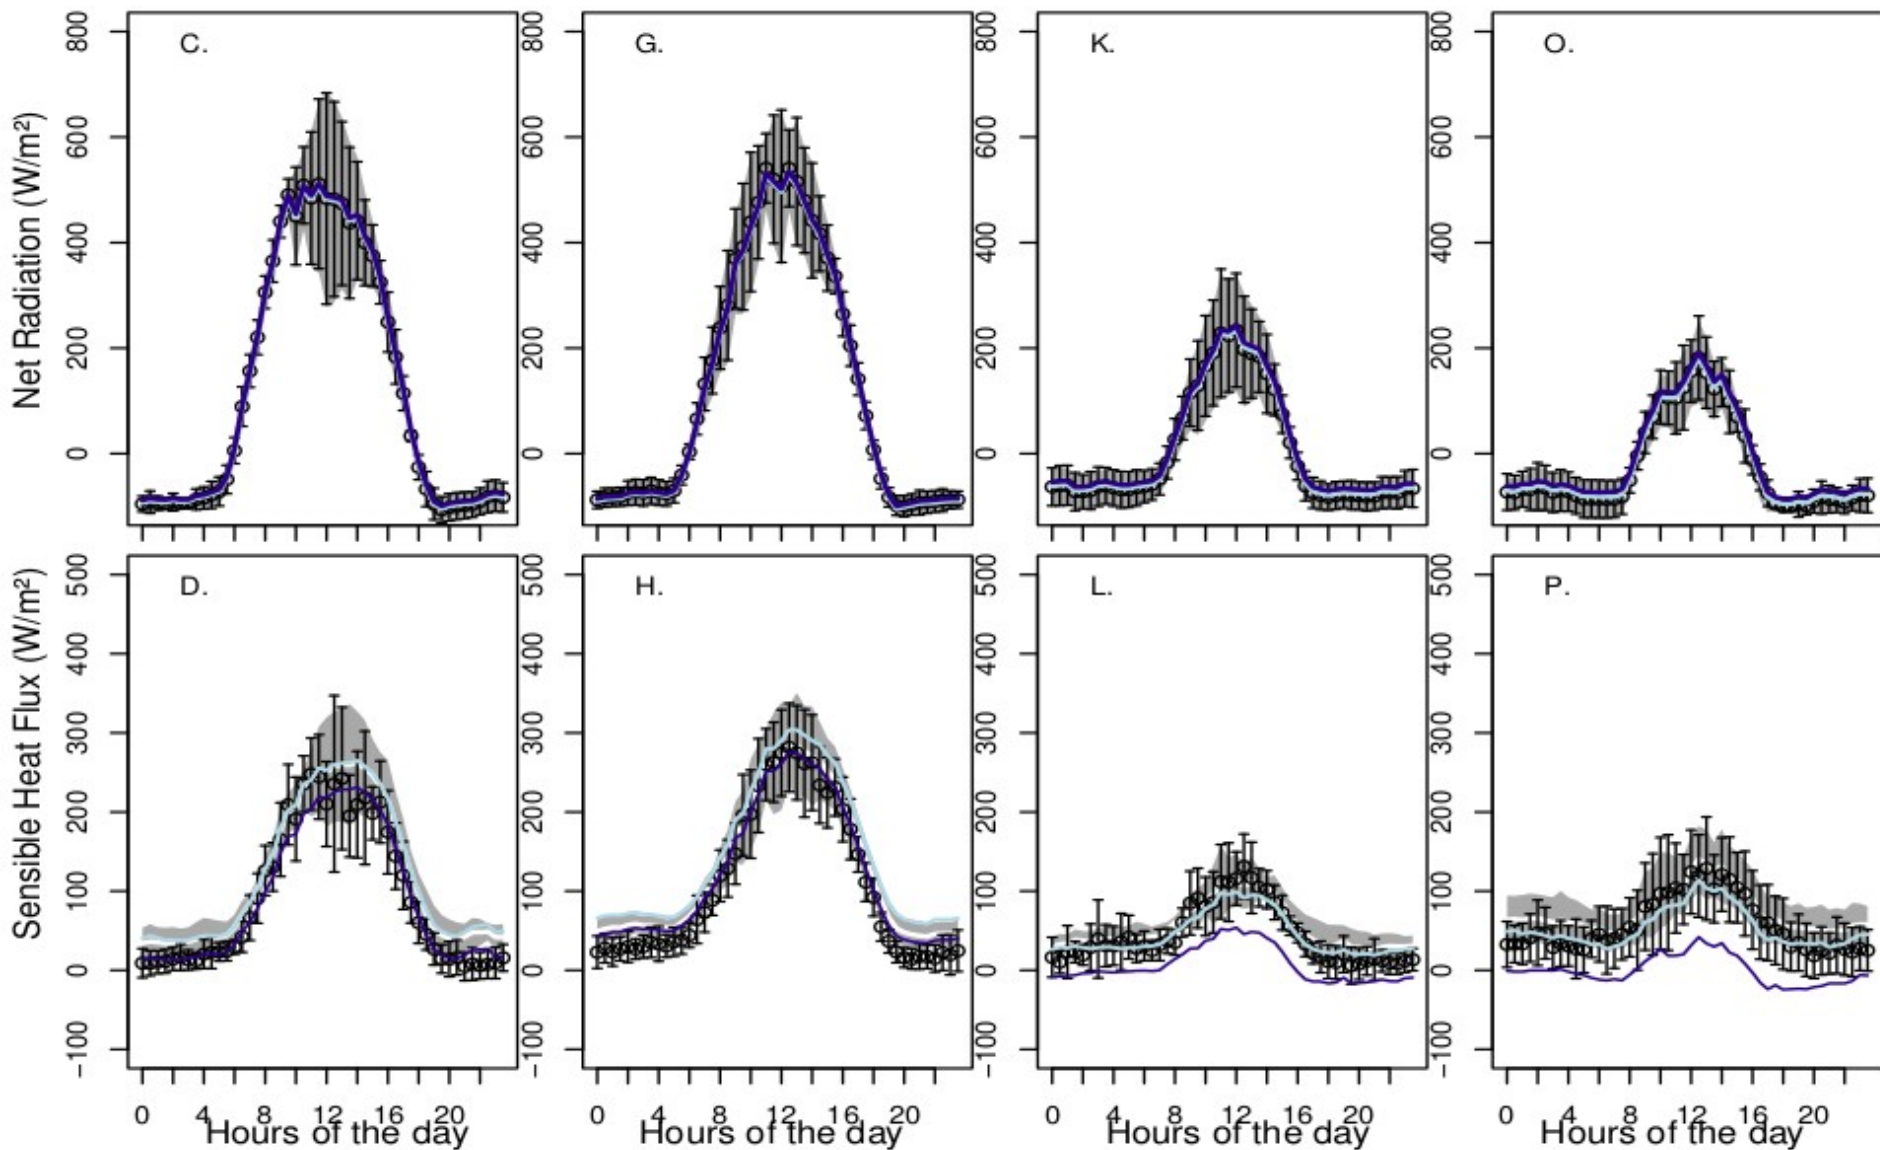 C.
G.
K.
O.
Net Radiation (W/m²)
800
600
400
200
0
800
600
400
200
0
800
600
400
200
0
800
600
400
200
0
D.
H.
L.
P.
Sensible Heat Flux (W/m²)
500
400
300
200
100
0
−100
500
400
300
200
100
0
−100
500
400
300
200
100
0
−100
500
400
300
200
100
0
−100
0 4 8 12 16 20
0 4 8 12 16 20
0 4 8 12 16 20
0 4 8 12 16 20
Hours of the day
Hours of the day
Hours of the day
Hours of the day